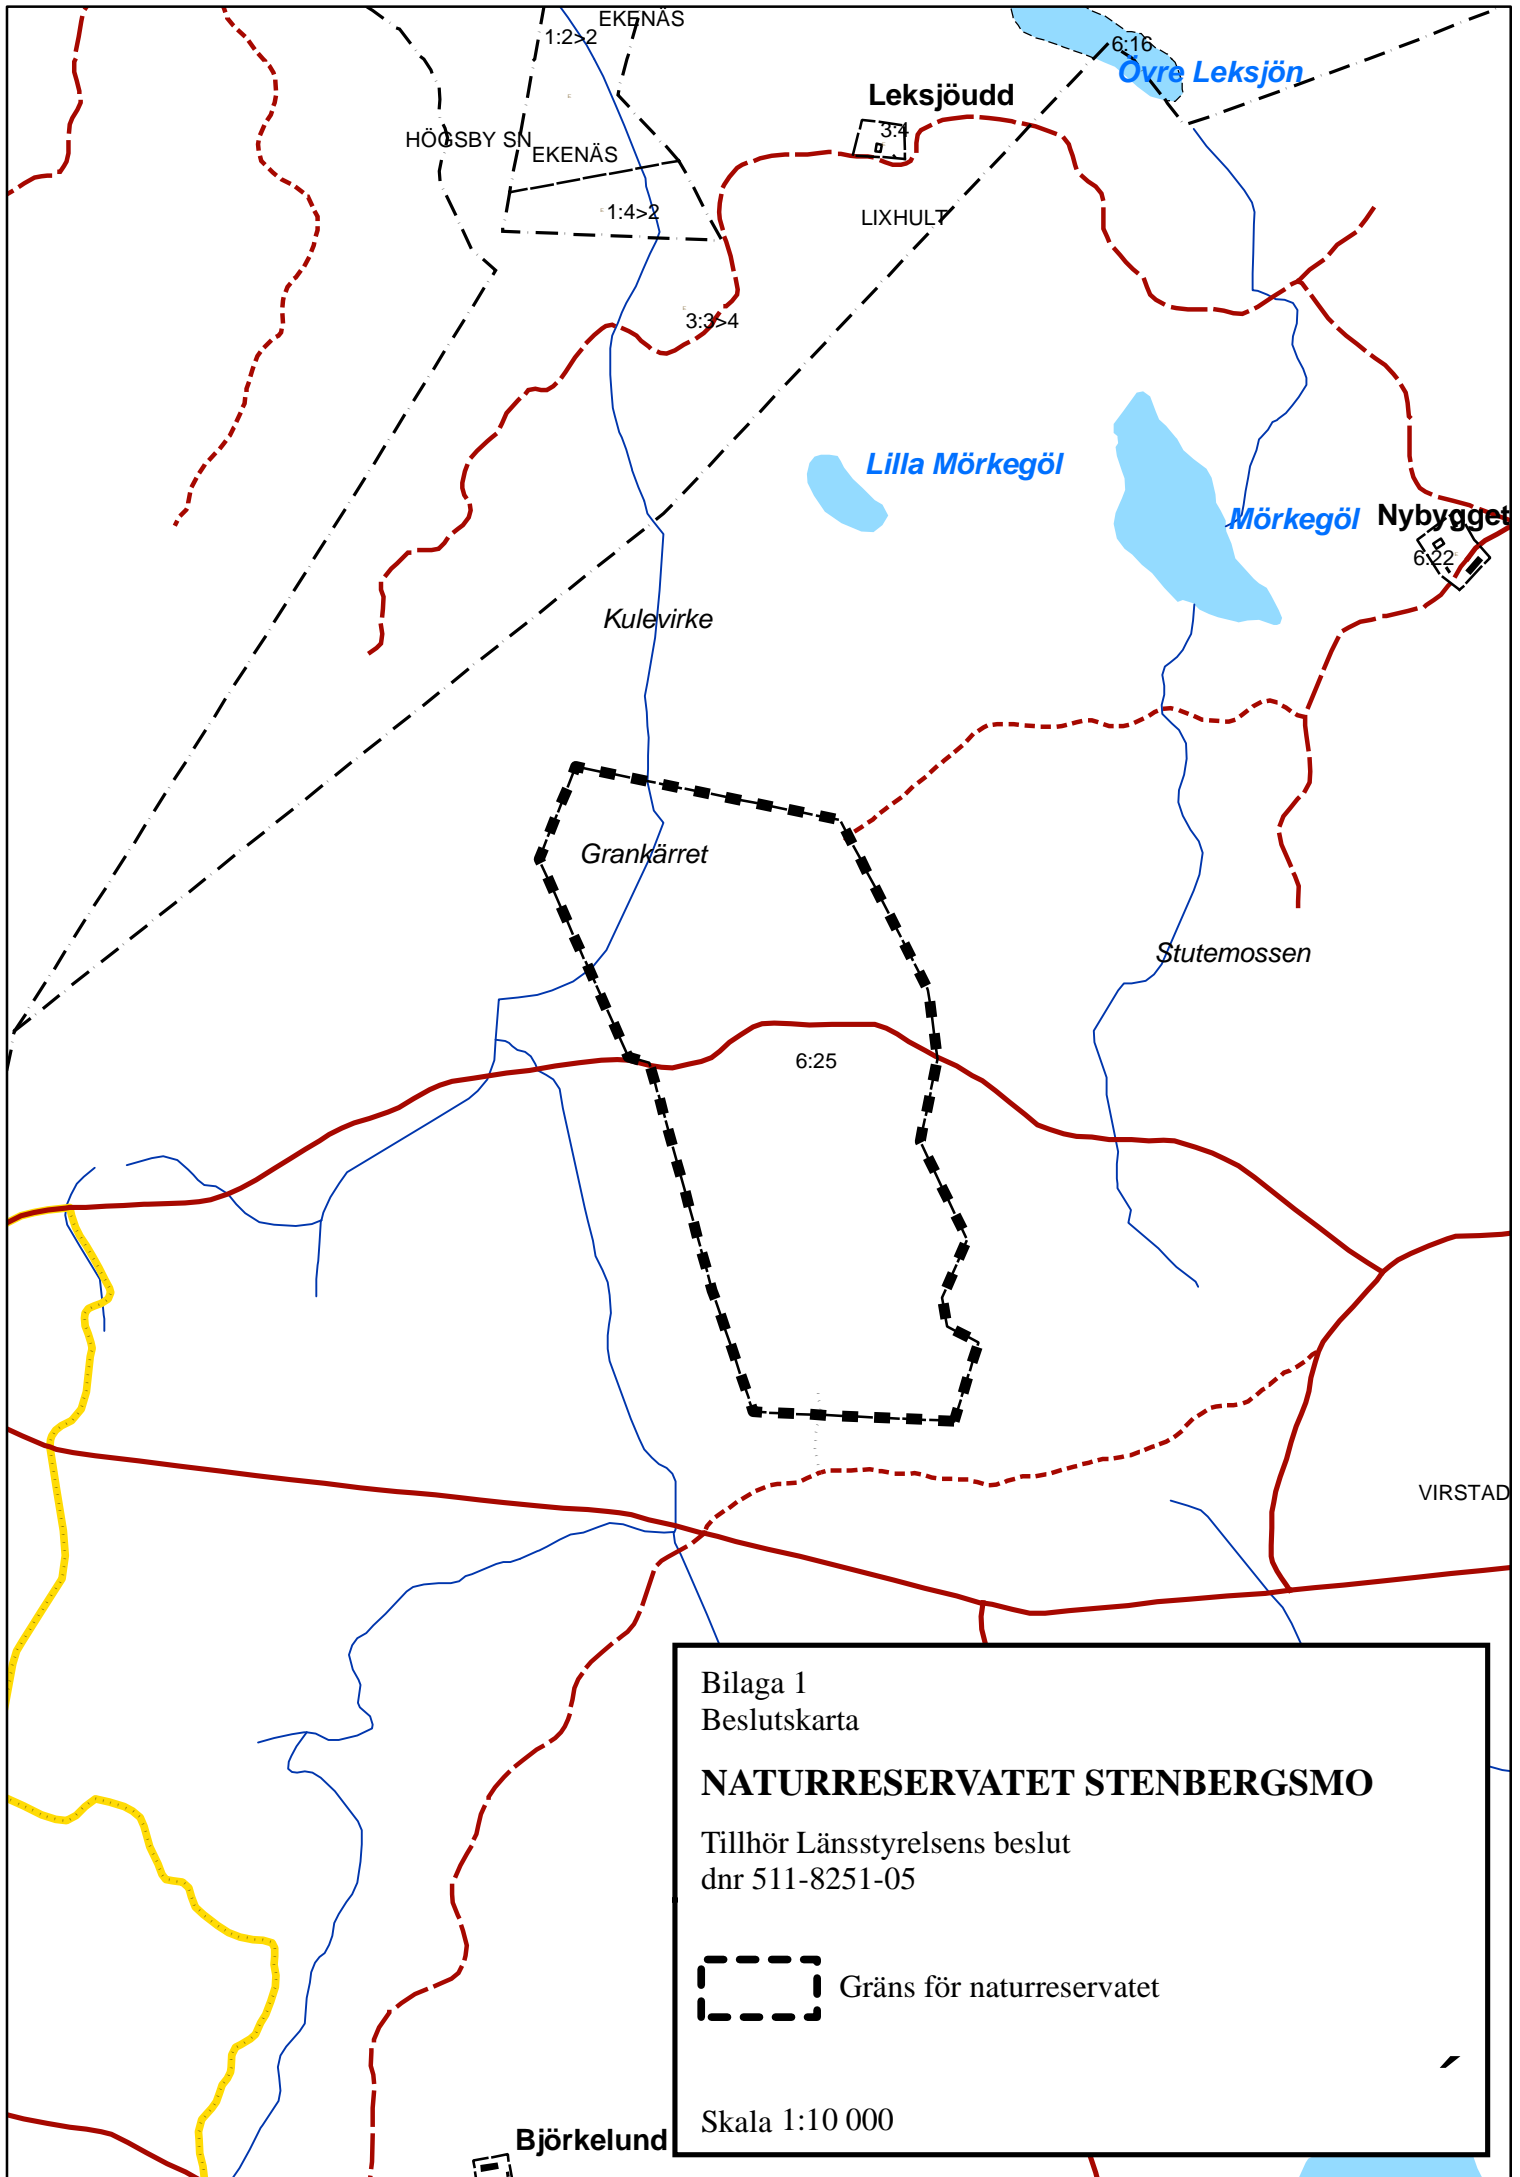 EKENÄS
1:2>2
6:16
Övre Leksjön
Leksjöudd
3:4
HÖGSBY SN
EKENÄS
1:4>2
LIXHULT
3:3>4
Lilla Mörkegöl
Mörkegöl
Nybygget
6:22
Kulevirke
Grankärret
Stutemossen
6:25
VIRSTAD
Bilaga 1
Beslutskarta
NATURRESERVATET STENBERGSMO
Tillhör Länsstyrelsens beslut
dnr 511-8251-05
Gräns för naturreservatet
Skala 1:10 000
Björkelund